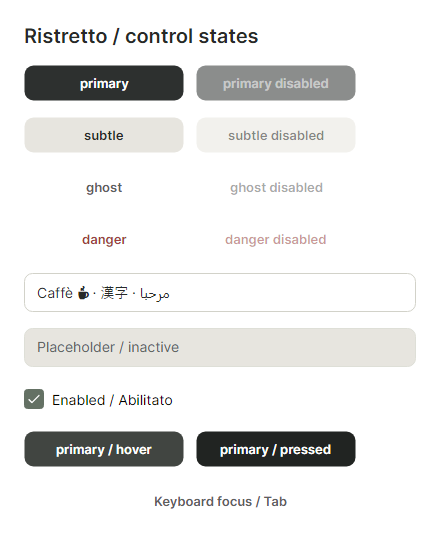 Ristretto / control states
primary
primary disabled
subtle
subtle disabled
ghost
ghost disabled
danger
danger disabled
Caffè ☕ · 漢字 · مرحبا
Placeholder / inactive
Enabled / Abilitato
primary / hover
primary / pressed
Keyboard focus / Tab